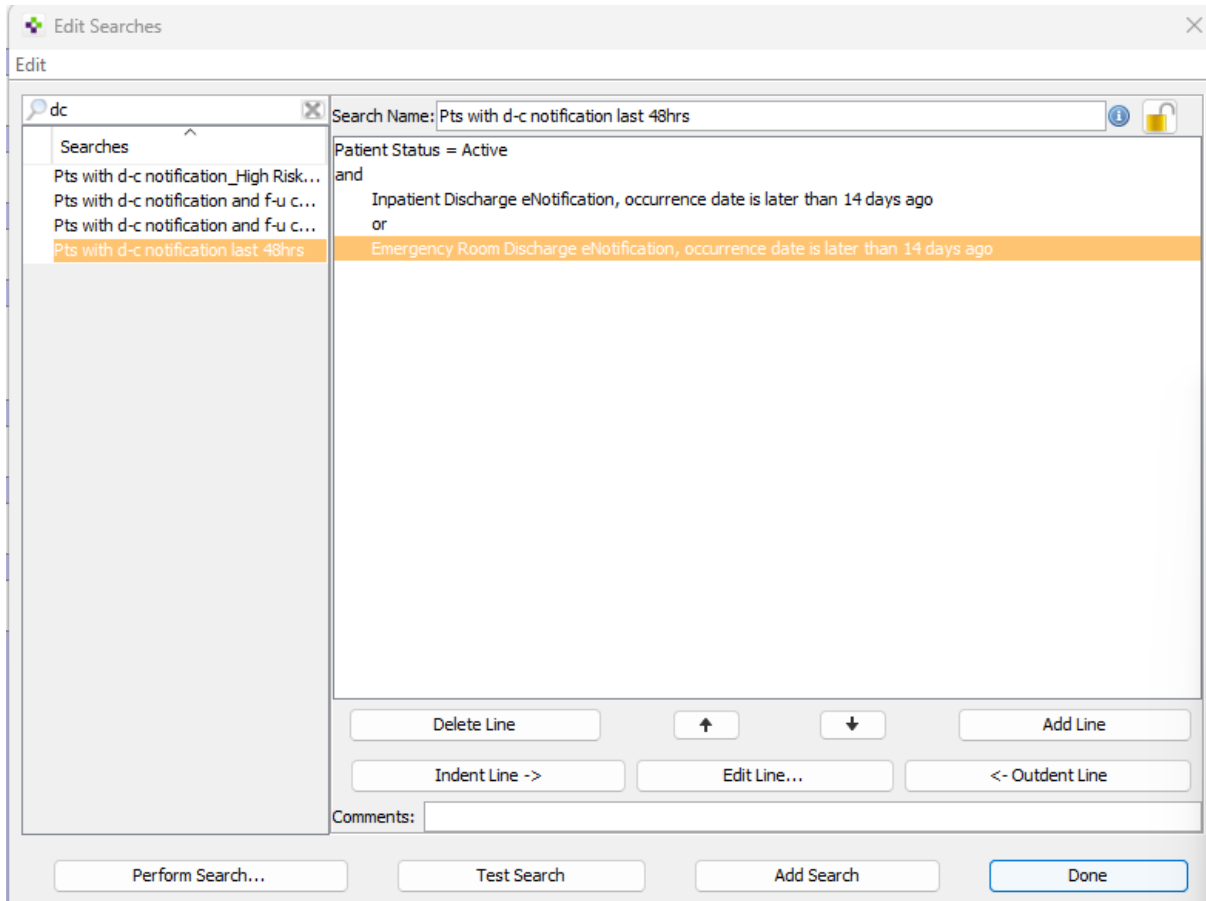 Edit Searches
Edit
dc
Searches
Pts with d-c notification_High Risk...
Pts with d-c notification and f-u c...
Pts with d-c notification and f-u c...
Pts with d-c notification last 48hrs
Search Name: Pts with d-c notification last 48hrs
Patient Status = Active
and
Inpatient Discharge eNotification, occurrence date is later than 14 days ago
or
Emergency Room Discharge eNotification, occurrence date is later than 14 days ago
Delete Line
Add Line
Indent Line ->
Edit Line...
<- Outdent Line
Comments:
Perform Search...
Test Search
Add Search
Done